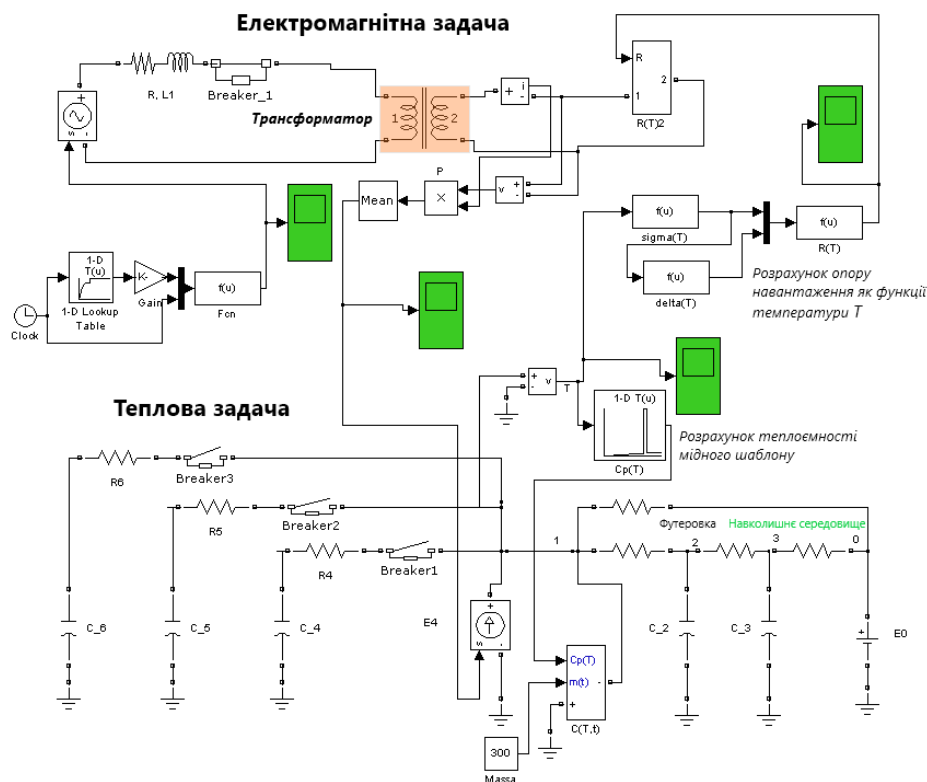 Електромагнітна задача
R, L1
Breaker_1
Трансформатор
1
2
+
i
-
R
1
2
R(T)2
s
+
-
P
Mean
×
v
+
-
f(u)
sigma(T)
f(u)
delta(T)
f(u)
R(T)
Розрахунок опору
навантаження як функції
температури T
Clock
1-D
T(u)
1-D Lookup
Table
K-
Gain
f(u)
Fcn
Теплова задача
+
-
v
T
1-D T(u)
Cp(T)
Розрахунок теплоємності
мідного шаблону
R6
Breaker3
R5
Breaker2
R4
Breaker1
1
Футеровка
Навколишнє середовище
2
3
0
C_6
C_5
C_4
E4
+
s
-
C_2
C_3
+
E0
Cp(T)
m(t)
+
-
C(T,t)
300
Massa